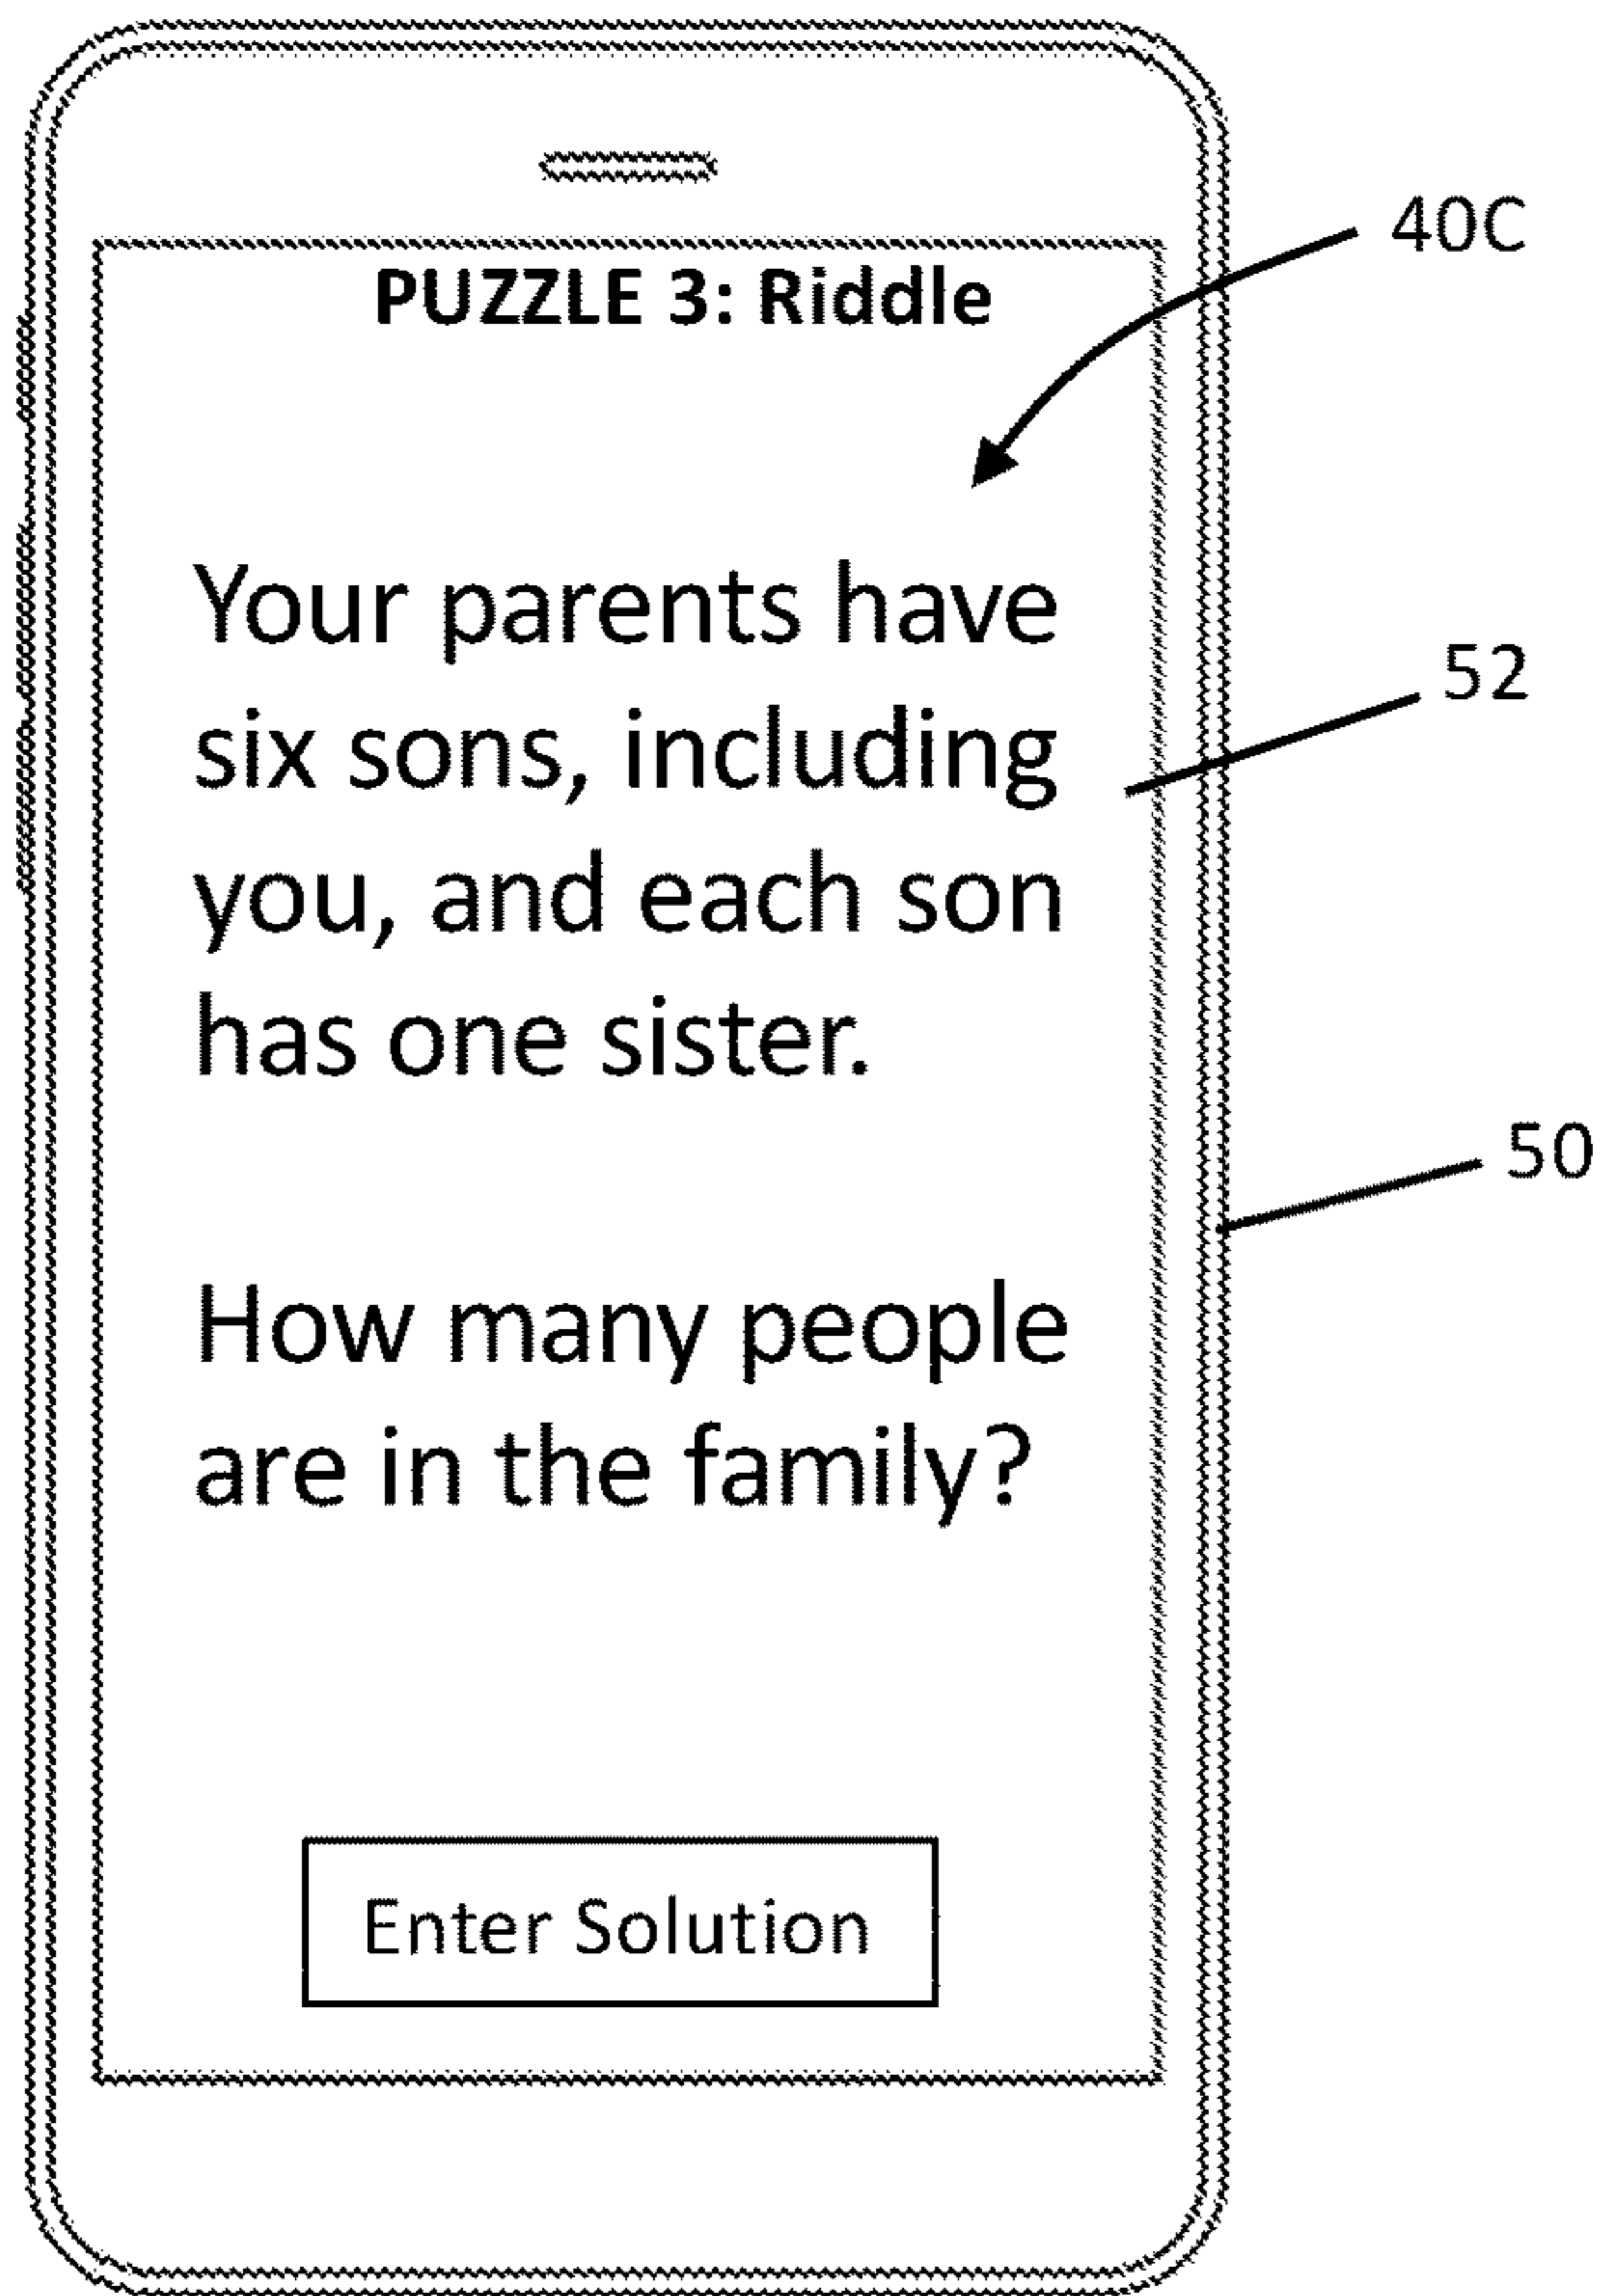 PUZZLE 3: Riddle
40C
Your parents have
six sons, including
52
you, and each son
has one sister.
50
How many people
are in the family?
Enter Solution